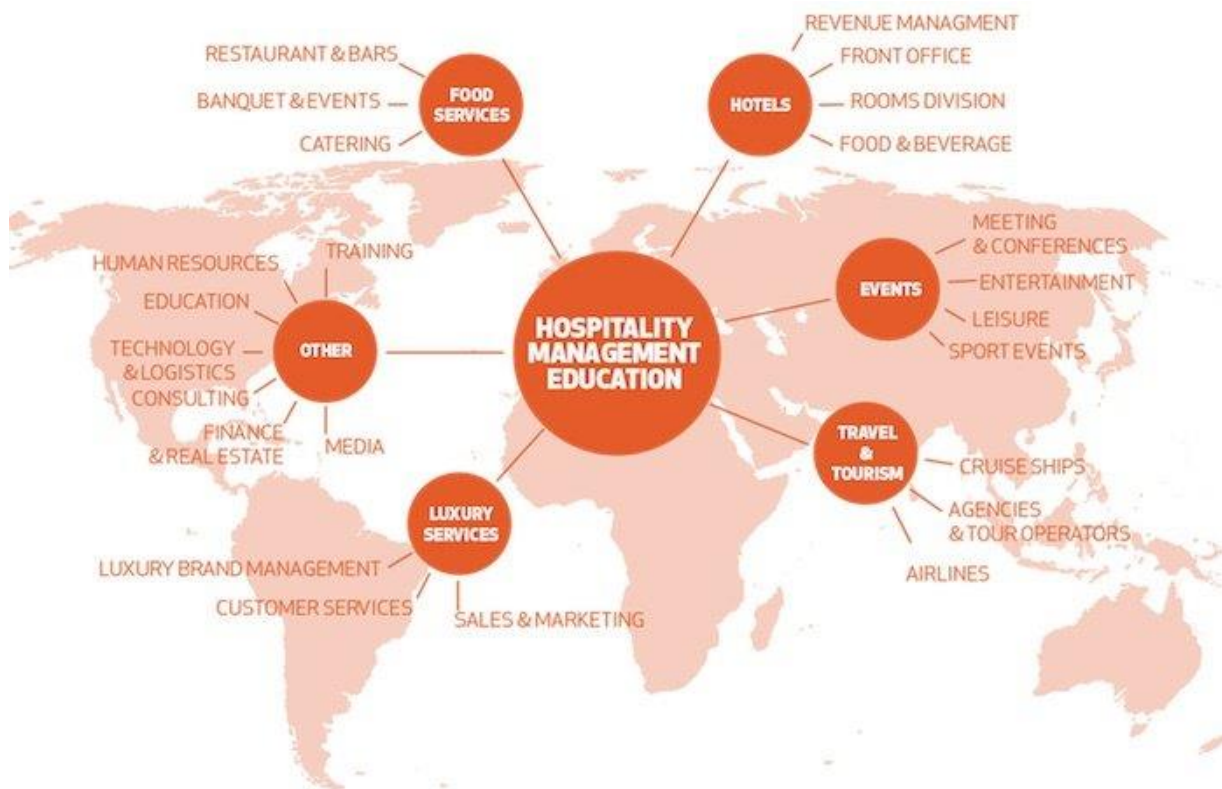 RESTAURANT & BARS
BANQUET & EVENTS
CATERING
FOOD
SERVICES
REVENUE MANAGMENT
FRONT OFFICE
ROOMS DIVISION
FOOD & BEVERAGE
HOTELS
MEETING
& CONFERENCES
ENTERTAINMENT
LEISURE
SPORT EVENTS
EVENTS
TRAINING
HUMAN RESOURCES
EDUCATION
TECHNOLOGY
& LOGISTICS
CONSULTING
FINANCE
& REAL ESTATE
MEDIA
OTHER
HOSPITALITY
MANAGEMENT
EDUCATION
TRAVEL
&
TOURISM
CRUISE SHIPS
AGENCIES
& TOUR OPERATORS
AIRLINES
LUXURY
SERVICES
LUXURY BRAND MANAGEMENT
CUSTOMER SERVICES
SALES & MARKETING